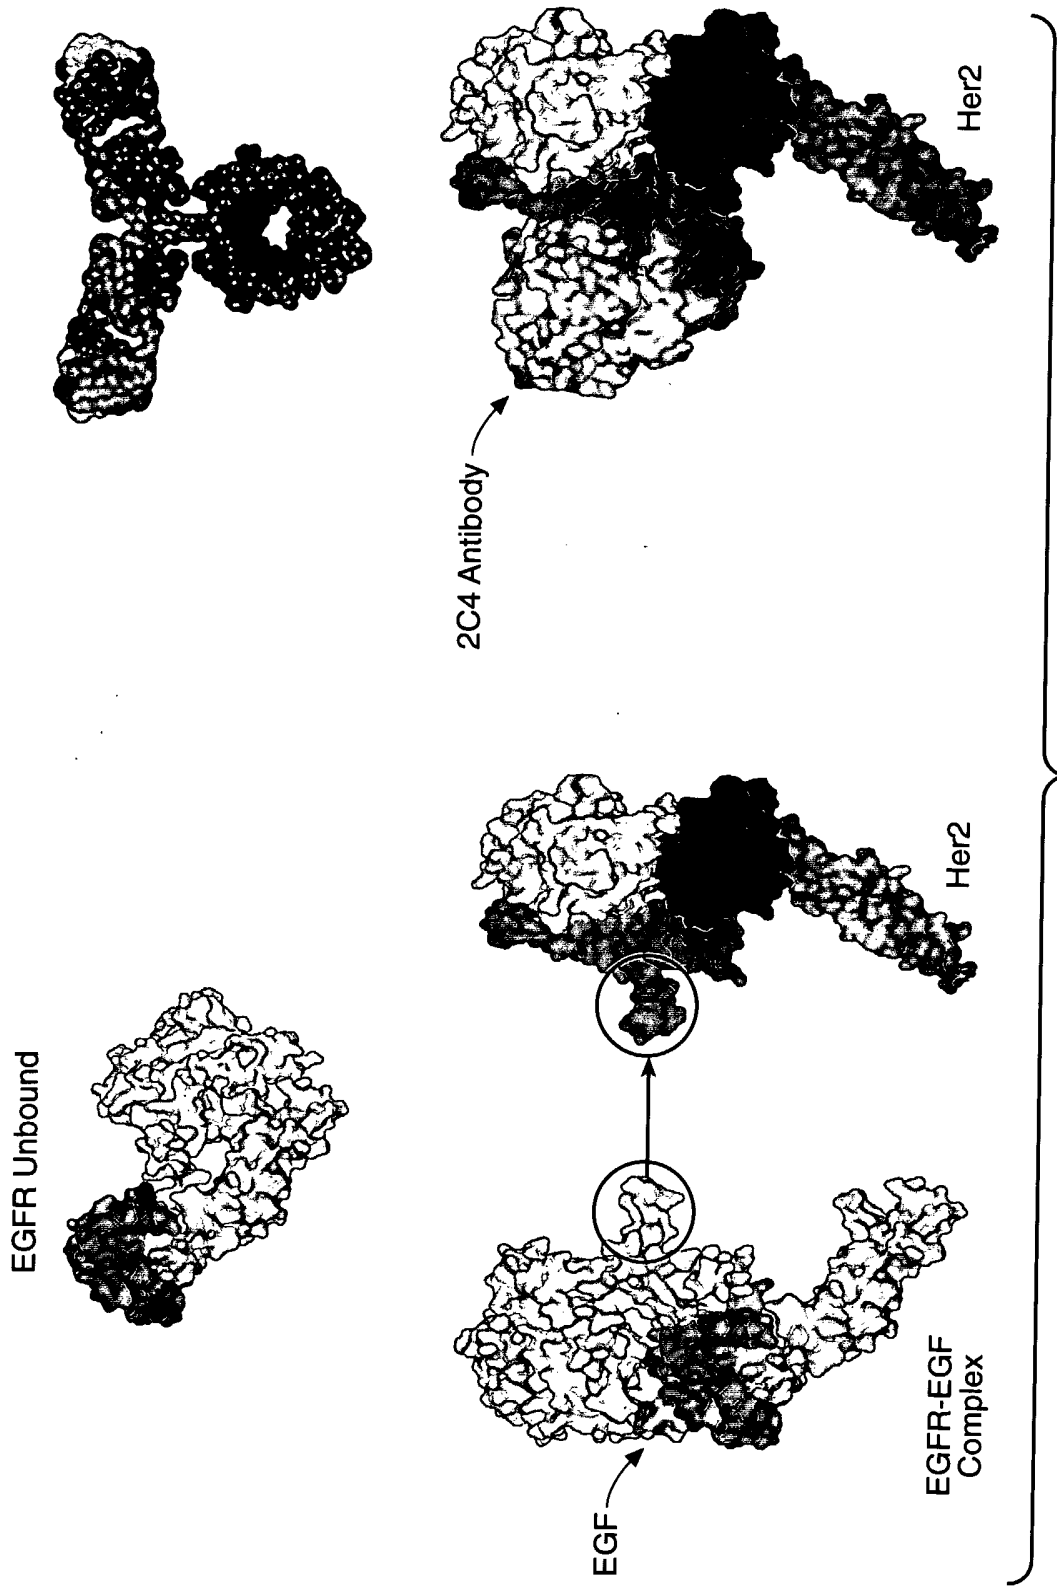 EGFR Unbound
EGF
EGFR-EGF
Complex
Her2
2C4 Antibody
Her2